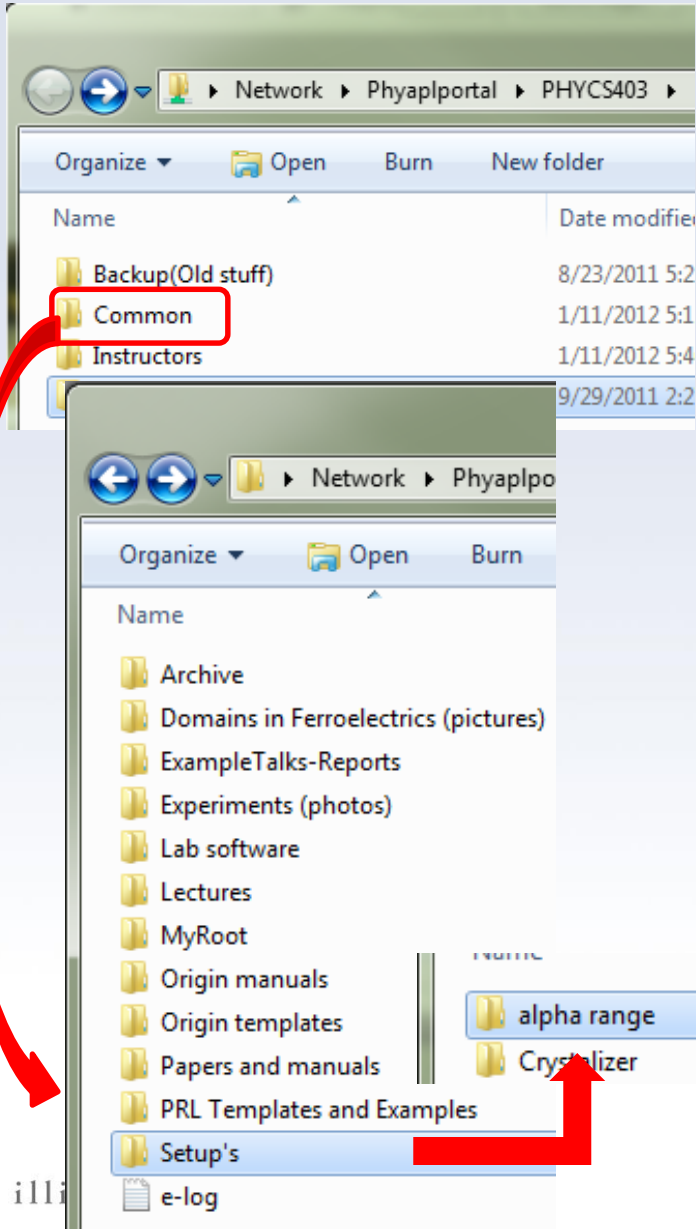 Network Phyaplportal PHYCS403
Organize Open Burn New folder
Name Date modified
Backup(Old stuff) 8/23/2011 5:2
Common 1/11/2012 5:1
Instructors 1/11/2012 5:4
9/29/2011 2:2
Network Phyaplpo
Organize Open Burn
Name
Archive
Domains in Ferroelectrics (pictures)
ExampleTalks-Reports
Experiments (photos)
Lab software
Lectures
MyRoot
Origin manuals
Origin templates
Papers and manuals
PRL Templates and Examples
Setup's
e-log
Name
alpha range
Crystalizer
illi